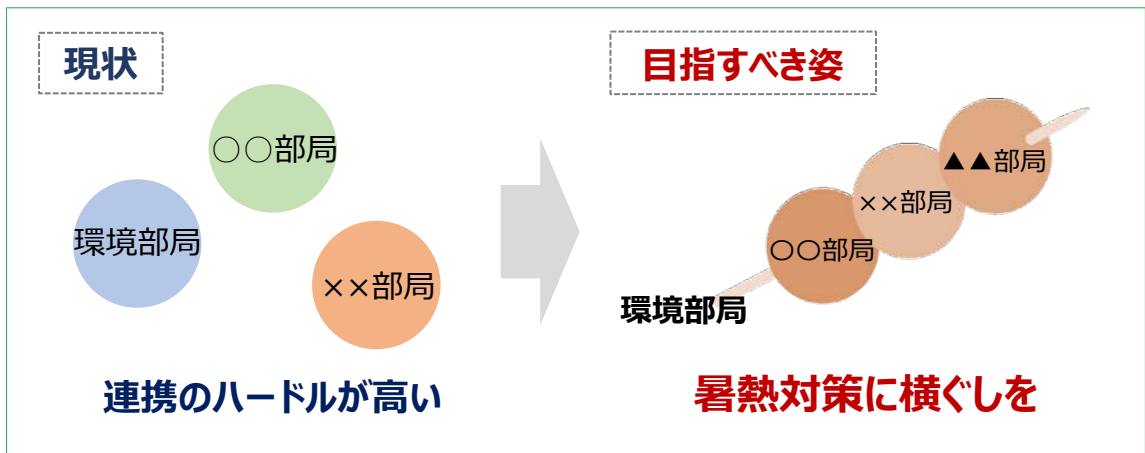 現状
○○部局
環境部局
××部局
連携のハードルが高い
目指すべき姿
▲▲部局
××部局
○○部局
環境部局
暑熱対策に横ぐしを